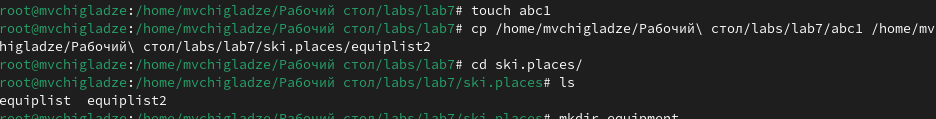 root@mvchigladze:/home/mvchigladze/Рабочий стол/labs/lab7# touch abc1
root@mvchigladze:/home/mvchigladze/Рабочий стол/labs/lab7# cp /home/mvchigladze/Рабочий\ стол/labs/lab7/abc1 /home/mv
higladze/Рабочий\ стол/labs/lab7/ski.places/equiplist2
root@mvchigladze:/home/mvchigladze/Рабочий стол/labs/lab7# cd ski.places/
root@mvchigladze:/home/mvchigladze/Рабочий стол/labs/lab7/ski.places# ls
equiplist  equiplist2
root@mvchigladze:/home/mvchigladze/Рабочий стол/labs/lab7/ski.places# mkdir equipment